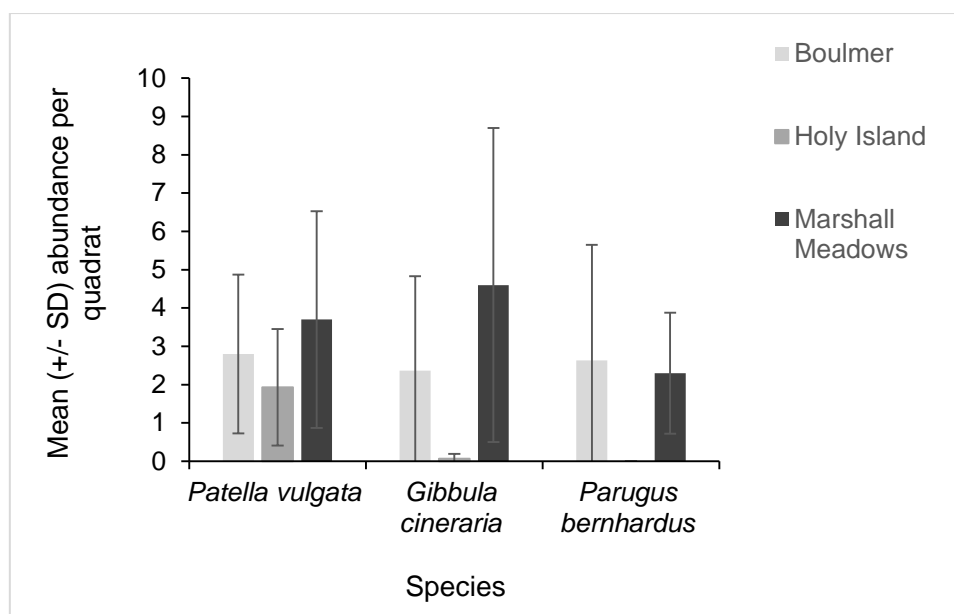 Boulmer
Holy Island
Marshall
Meadows
Mean (+/- SD) abundance per
quadrat
10
9
8
7
6
5
4
3
2
1
0
Patella vulgata
Gibbula
cineraria
Parugus
bernhardus
Species